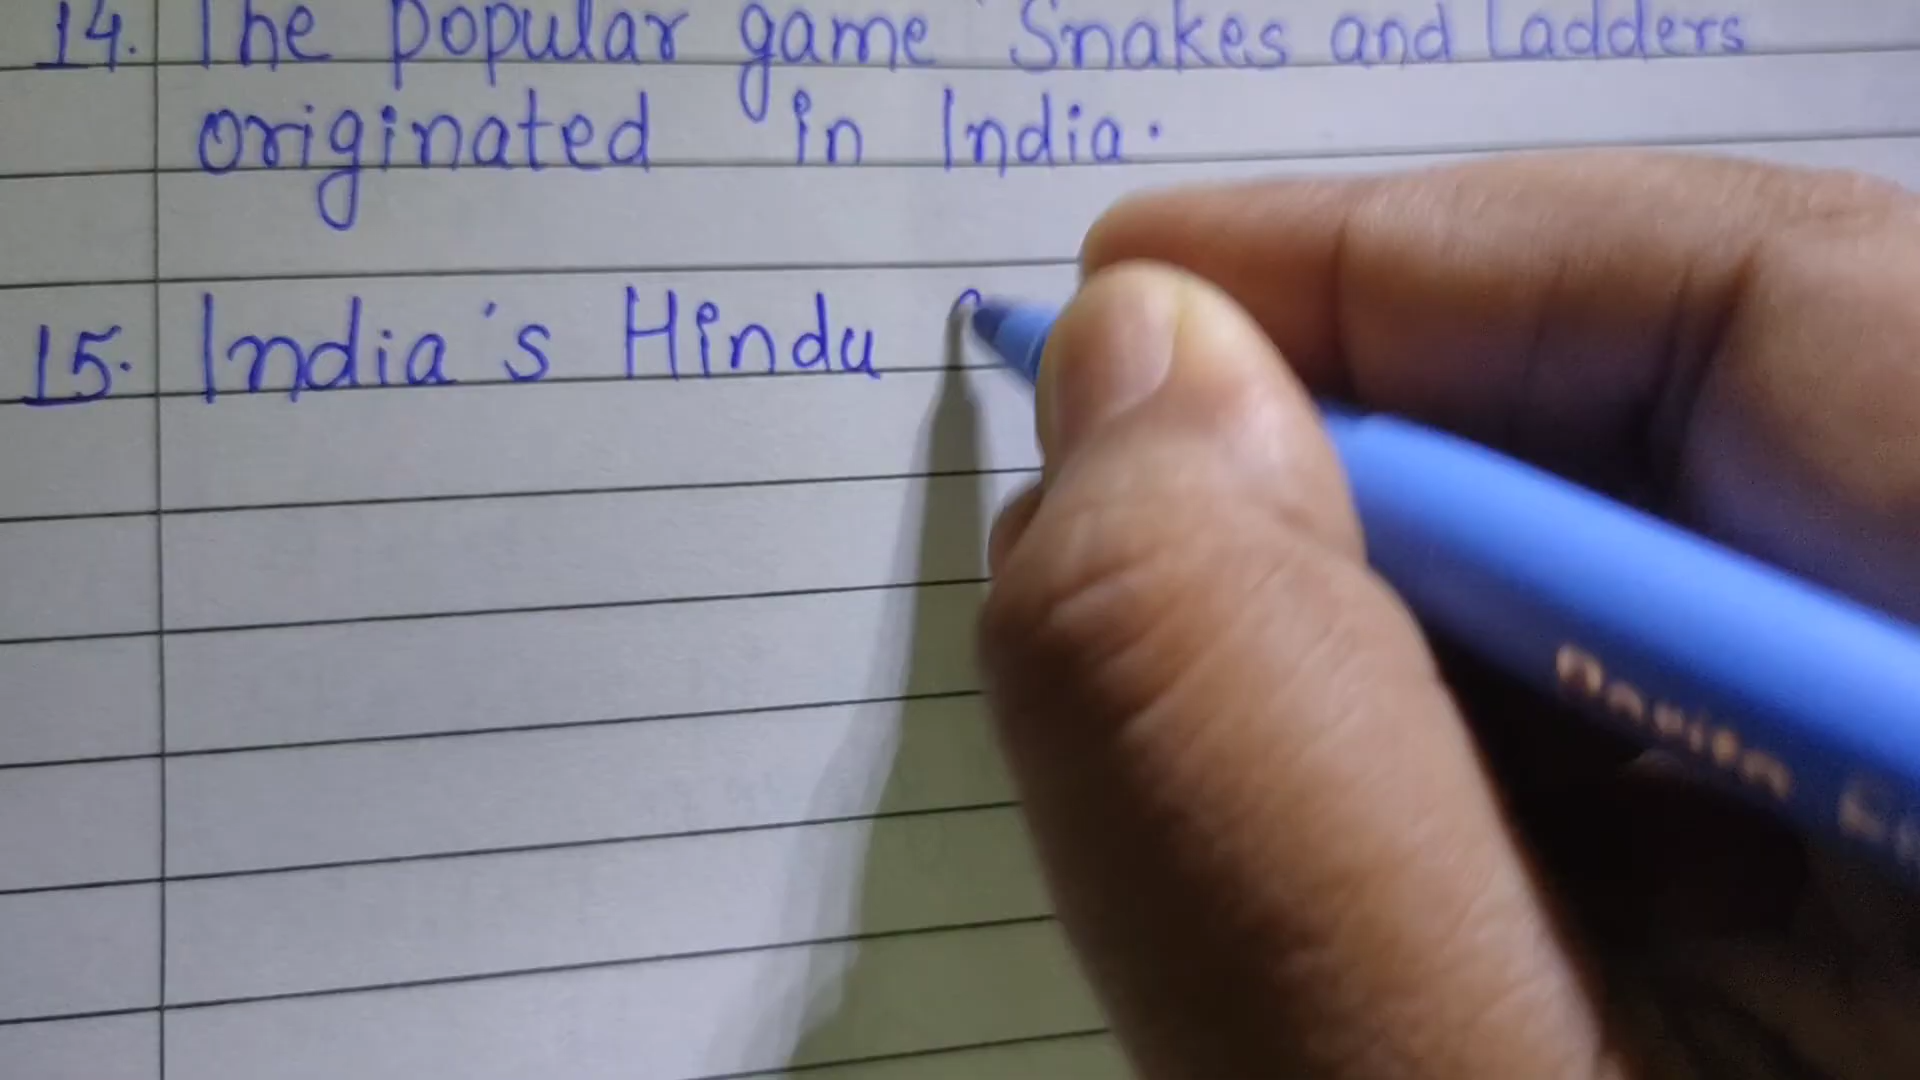 14. The popular game Snakes and Ladders
originated in India.
15. India's Hindu